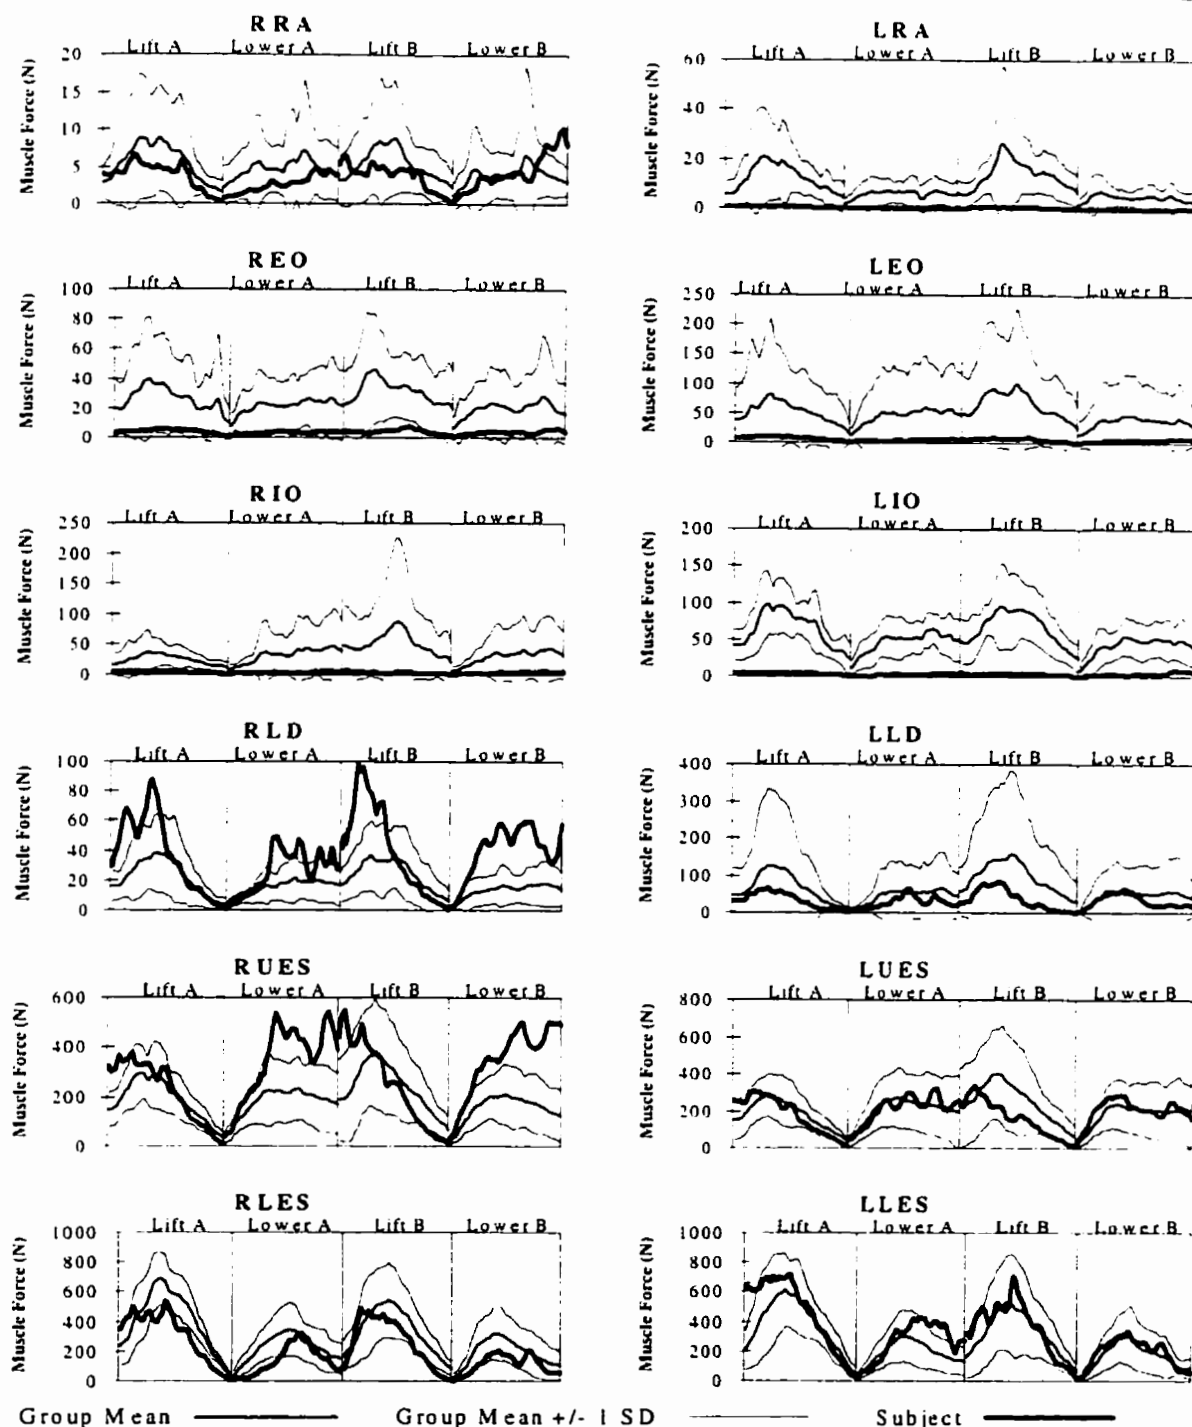 RRA
Lift A Lower A Lift B Lower B
Muscle Force (N)
20
15
10
5
0
LRA
Lift A Lower A Lift B Lower B
Muscle Force (N)
60
40
20
0
REO
Lift A Lower A Lift B Lower B
Muscle Force (N)
100
80
60
40
20
0
LEO
Lift A Lower A Lift B Lower B
Muscle Force (N)
250
200
150
100
50
0
RIO
Lift A Lower A Lift B Lower B
Muscle Force (N)
250
200
150
100
50
0
LIO
Lift A Lower A Lift B Lower B
Muscle Force (N)
200
150
100
50
0
RLD
Lift A Lower A Lift B Lower B
Muscle Force (N)
100
80
60
40
20
0
LLD
Lift A Lower A Lift B Lower B
Muscle Force (N)
400
300
200
100
0
RUES
Lift A Lower A Lift B Lower B
Muscle Force (N)
600
400
200
0
LUES
Lift A Lower A Lift B Lower B
Muscle Force (N)
800
600
400
200
0
RLES
Lift A Lower A Lift B Lower B
Muscle Force (N)
1000
800
600
400
200
0
LLES
Lift A Lower A Lift B Lower B
Muscle Force (N)
1000
800
600
400
200
0
Group Mean Group Mean +/- 1 SD Subject